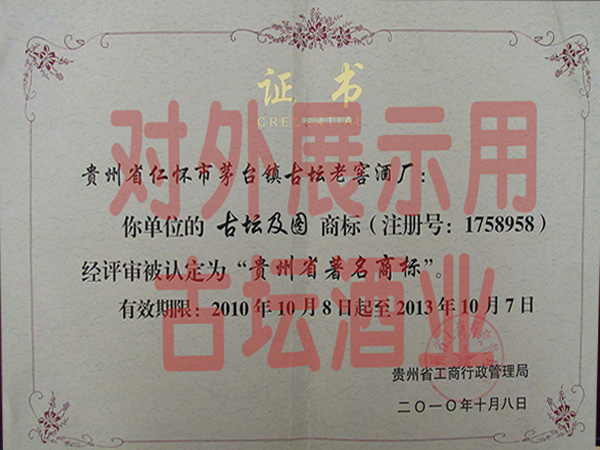 证书
CREDENTIAL
对外展示用
贵州省仁怀市茅台镇古坛老窖酒厂：
你单位的 古坛及图 商标（注册号：1758958）
经评审被认定为“贵州省著名商标”。
有效期限：2010年10月8日起至2013年10月7日
古坛酒业
贵州省工商行政管理局
二〇一〇年十月八日